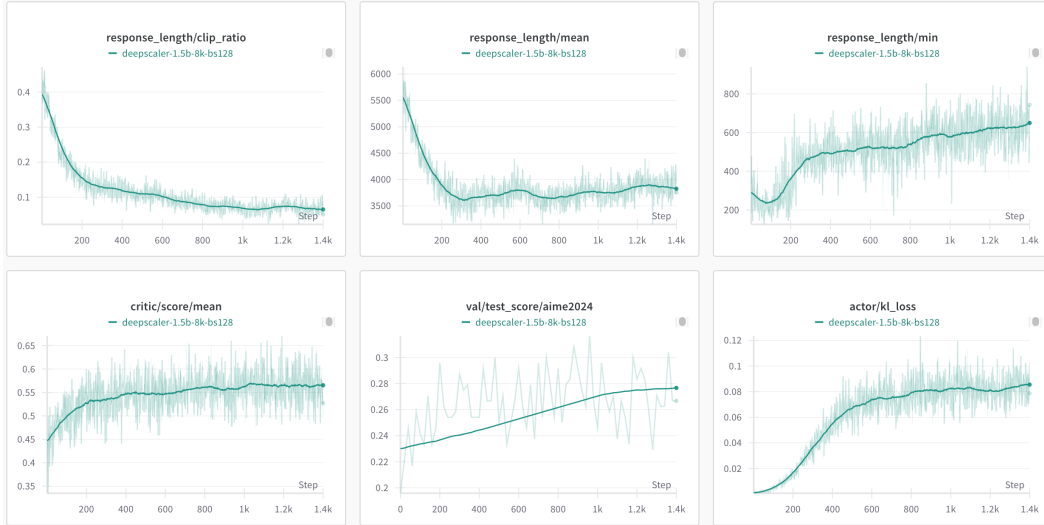 response_length/clip_ratio
deepscaler-1.5b-8k-bs128
0.4
0.3
0.2
0.1
Step
200 400 600 800 1k 1.2k 1.4k
response_length/mean
deepscaler-1.5b-8k-bs128
6000
5500
5000
4500
4000
3500
Step
200 400 600 800 1k 1.2k 1.4k
response_length/min
deepscaler-1.5b-8k-bs128
800
600
400
200
Step
200 400 600 800 1k 1.2k 1.4k
critic/score/mean
deepscaler-1.5b-8k-bs128
0.65
0.6
0.55
0.5
0.45
0.4
0.35
Step
200 400 600 800 1k 1.2k 1.4k
val/test_score/aime2024
deepscaler-1.5b-8k-bs128
0.3
0.28
0.26
0.24
0.22
0.2
Step
0 200 400 600 800 1k 1.2k 1.4k
actor/kl_loss
deepscaler-1.5b-8k-bs128
0.12
0.1
0.08
0.06
0.04
0.02
Step
0 200 400 600 800 1k 1.2k 1.4k